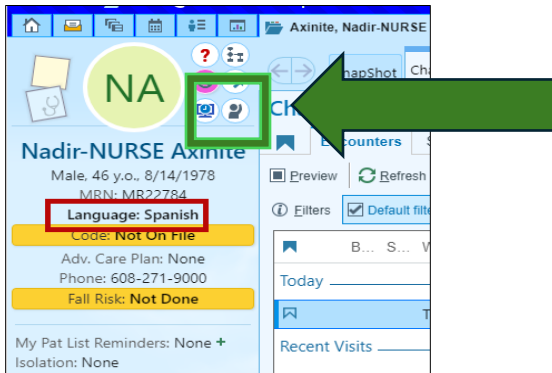 Axinite, Nadir-NURSE
?
NA
hapShot
Ch
Ch
Encounters
Nadir-NURSE Axinite
Male, 46 y.o., 8/14/1978
MRN: MR22784
Language: Spanish
Code: Not On File
Adv. Care Plan: None
Phone: 608-271-9000
Fall Risk: Not Done
My Pat List Reminders: None +
Isolation: None
Preview
Refresh
Filters
Default filte
B... S...
Today
T
Recent Visits